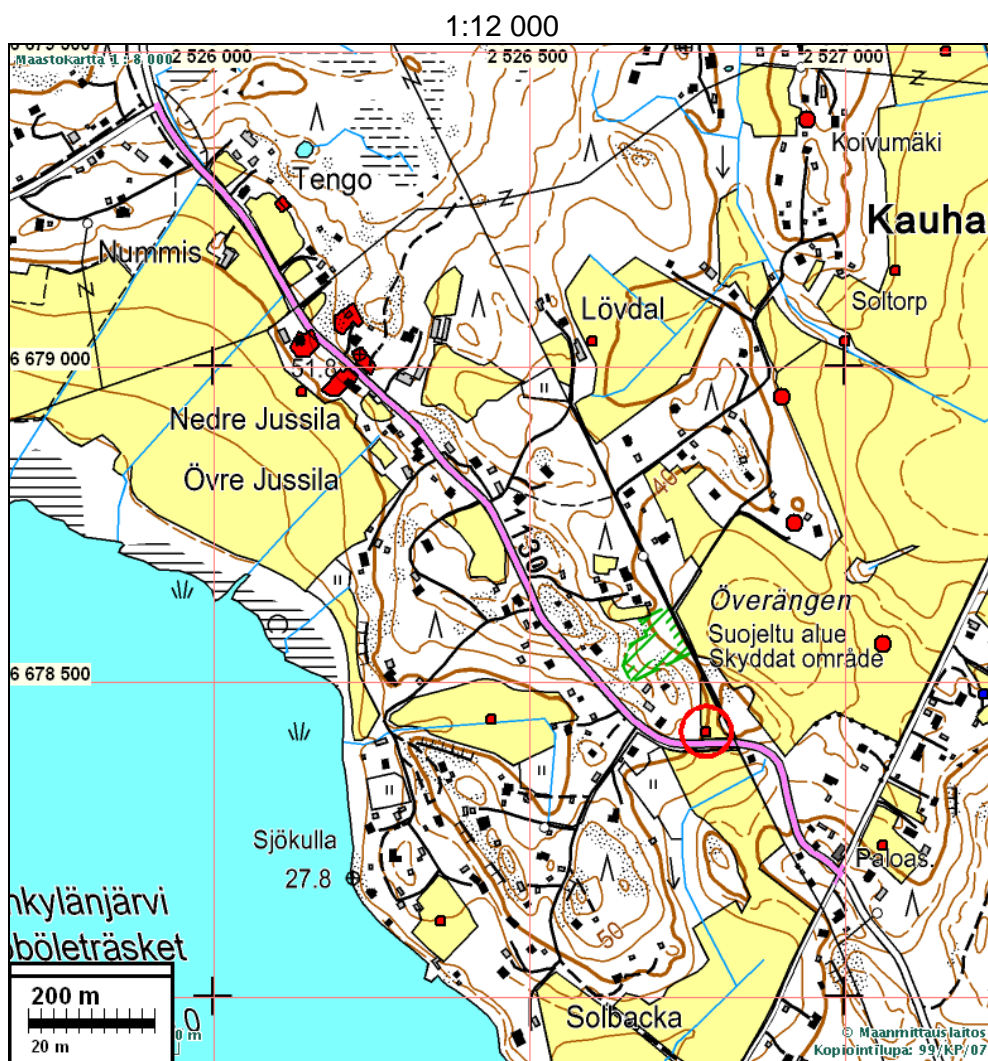 1:12 000
Maastokartta 1 : 8 000
2 526 000
2 526 500
2 527 000
Koivumäki
Tengo
Kauha
Nummis
Soltorp
Lövdal
6 679 000
51.8
Nedre Jussila
Övre Jussila
40
130
Överängen
Suojeltu alue
Skyddat område
6 678 500
Sjökulla
Paloas.
27.8
nkylänjärvi
oböleträsket
50
200 m
20 m
Solbacka
© Maanmittauslaitos
Kopiointilupa: 99/KP/07